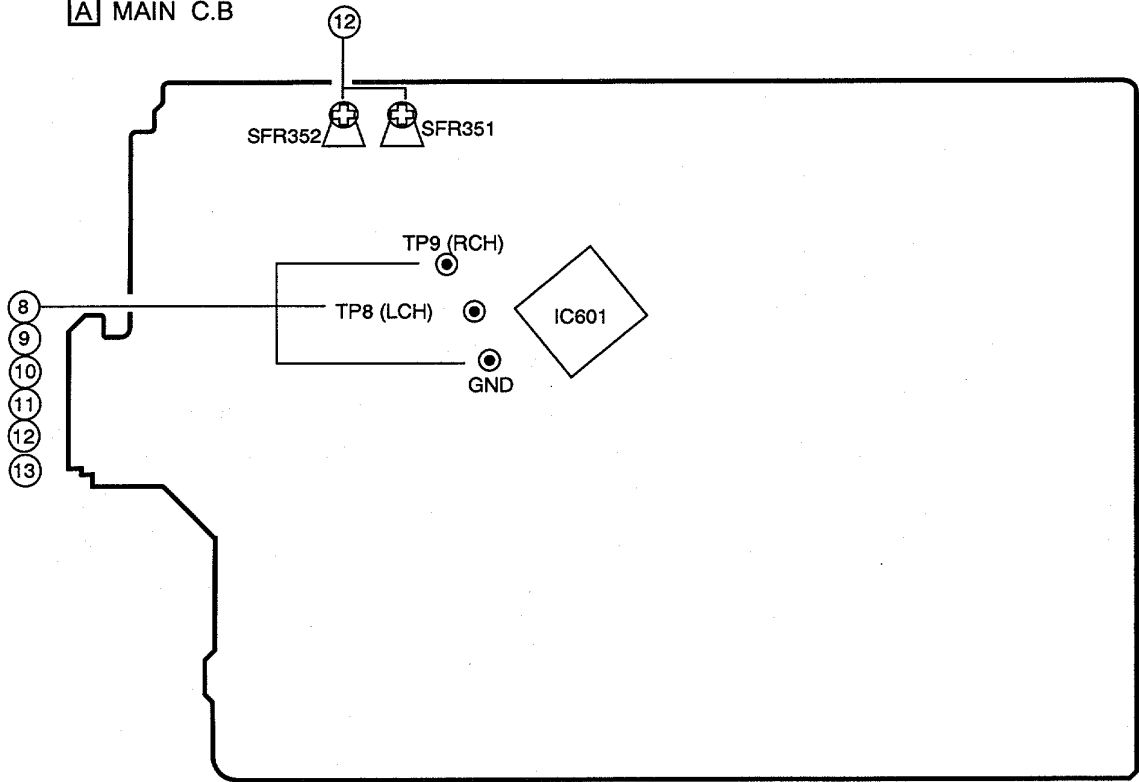 A MAIN C.B
12
SFR352
SFR351
TP9 (RCH)
8
TP8 (LCH)
IC601
9
10
GND
11
12
13